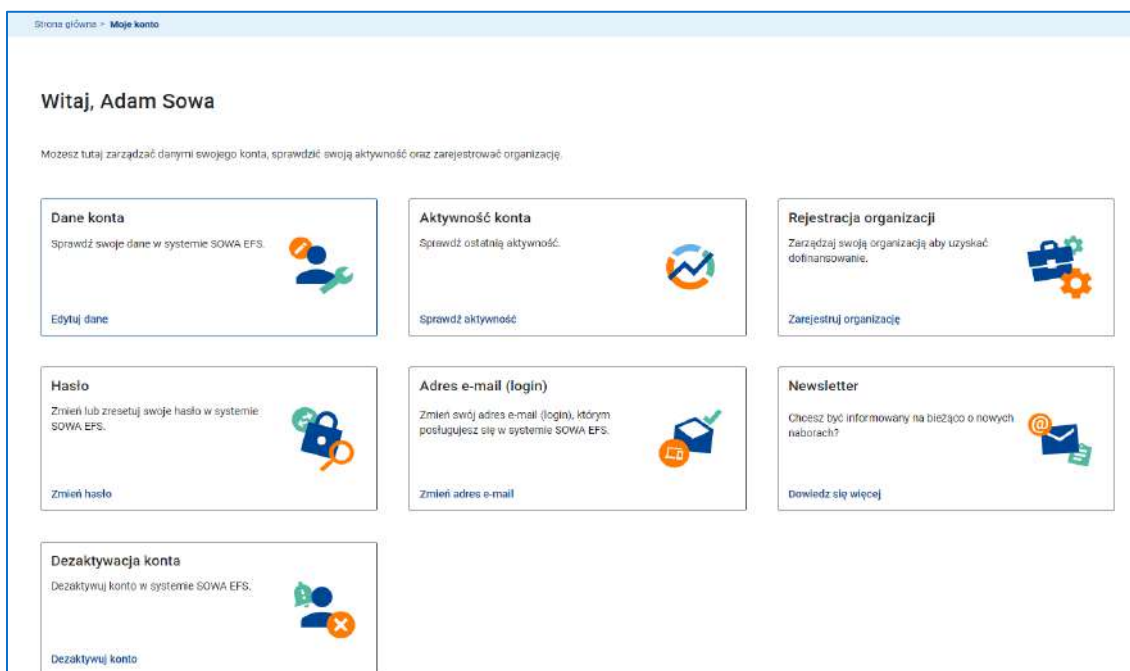 Strona główna > Moje konto
Witaj, Adam Sowa
Możesz tutaj zarządzać danymi swojego konta, sprawdzić swoją aktywność oraz zarejestrować organizację.
Dane konta
Sprawdź swoje dane w systemie SOWA EFS.
Edytuj dane
Aktywność konta
Sprawdź ostatnią aktywność.
Sprawdź aktywność
Rejestracja organizacji
Zarządzaj swoją organizacją aby uzyskać
dofinansowanie.
Zarejestruj organizację
Hasło
Zmień lub zresetuj swoje hasło w systemie
SOWA EFS.
Zmień hasło
Adres e-mail (login)
Zmień swój adres e-mail (login), którym
posługujesz się w systemie SOWA EFS.
Zmień adres e-mail
Newsletter
Chcesz być informowany na bieżąco o nowych
naborach?
Dowiedz się więcej
Dezaktywacja konta
Dezaktywuj konto w systemie SOWA EFS.
Dezaktywuj konto